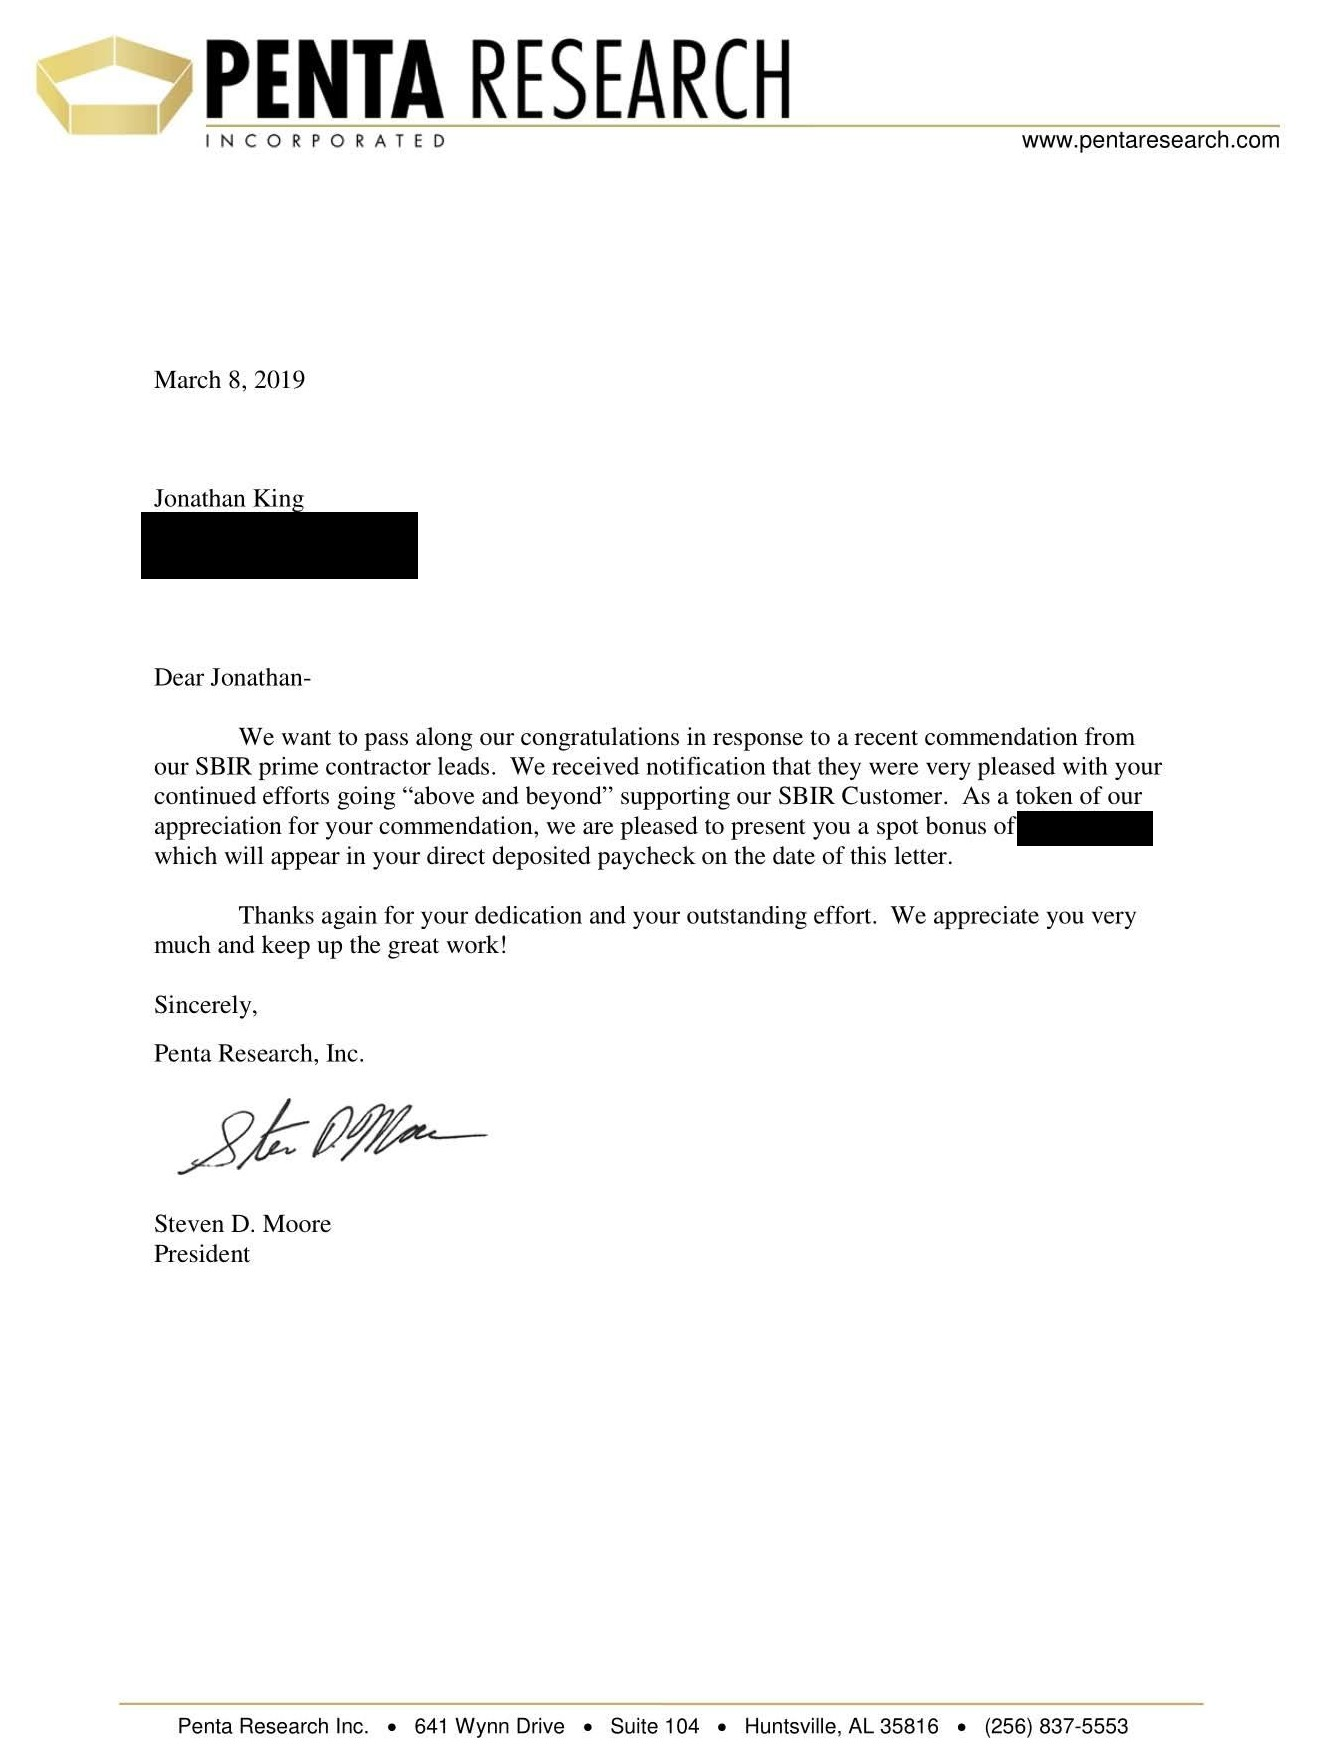 PENTA RESEARCH
INCORPORATED
www.pentaresearch.com
March 8, 2019
Jonathan King
Dear Jonathan-
We want to pass along our congratulations in response to a recent commendation from
our SBIR prime contractor leads.  We received notification that they were very pleased with your
continued efforts going “above and beyond” supporting our SBIR Customer.  As a token of our
appreciation for your commendation, we are pleased to present you a spot bonus of
which will appear in your direct deposited paycheck on the date of this letter.
Thanks again for your dedication and your outstanding effort.  We appreciate you very
much and keep up the great work!
Sincerely,
Penta Research, Inc.
Steven D. Moore
President
Penta Research Inc. • 641 Wynn Drive • Suite 104 • Huntsville, AL 35816 • (256) 837-5553